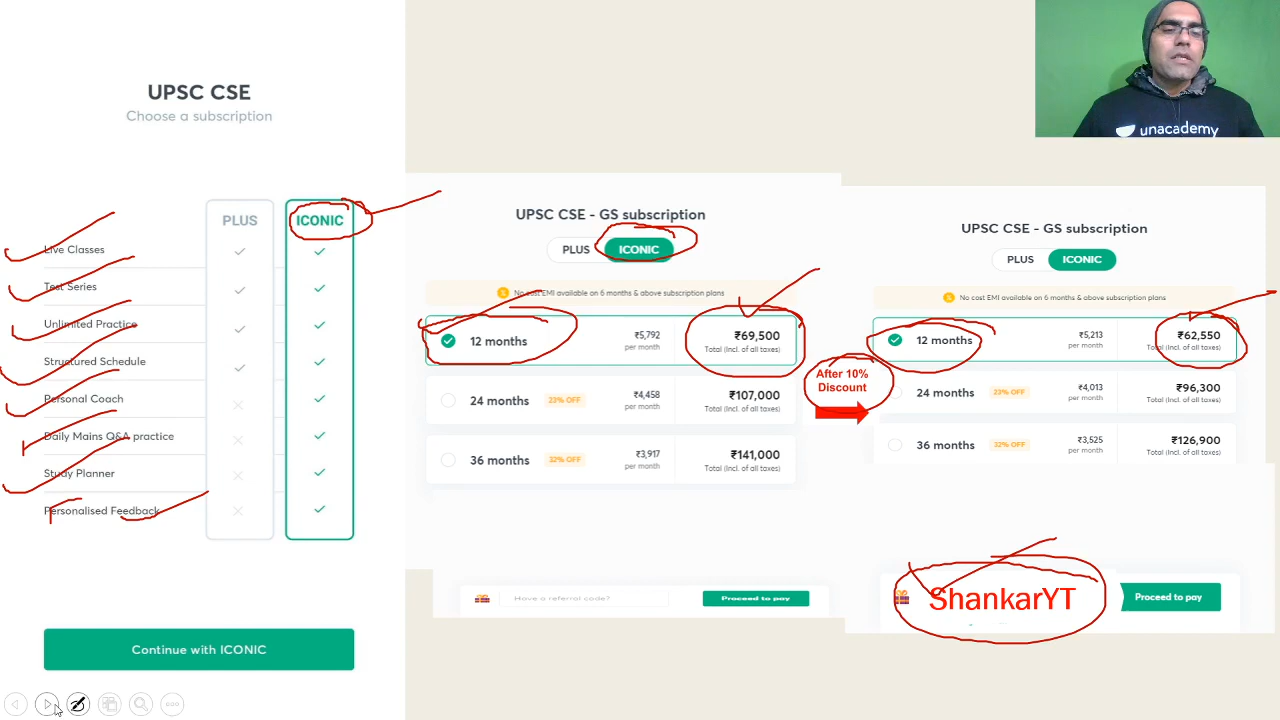 UPSC CSE
Choose a subscription
PLUS
ICONIC
Live Classes
Test Series
Unlimited Practice
Structured Schedule
Personal Coach
Daily Mains Q&A practice
Study Planner
Personalised Feedback
Continue with ICONIC
UPSC CSE - GS subscription
PLUS ICONIC
No cost EMI available on 6 months & above subscription plans
12 months
₹5,792
per month
₹69,500
Total (Incl. of all taxes)
24 months
23% OFF
₹4,458
per month
₹107,000
Total (Incl. of all taxes)
36 months
32% OFF
₹3,917
per month
₹141,000
Total (Incl. of all taxes)
Have a referral code?
Proceed to pay
After 10%
Discount
unacademy
UPSC CSE - GS subscription
PLUS ICONIC
No cost EMI available on 6 months & above subscription plans
12 months
₹5,213
per month
₹62,550
Total (Incl. of all taxes)
24 months
23% OFF
₹4,013
per month
₹96,300
Total (Incl. of all taxes)
36 months
32% OFF
₹3,525
per month
₹126,900
Total (Incl. of all taxes)
ShankarYT
Proceed to pay